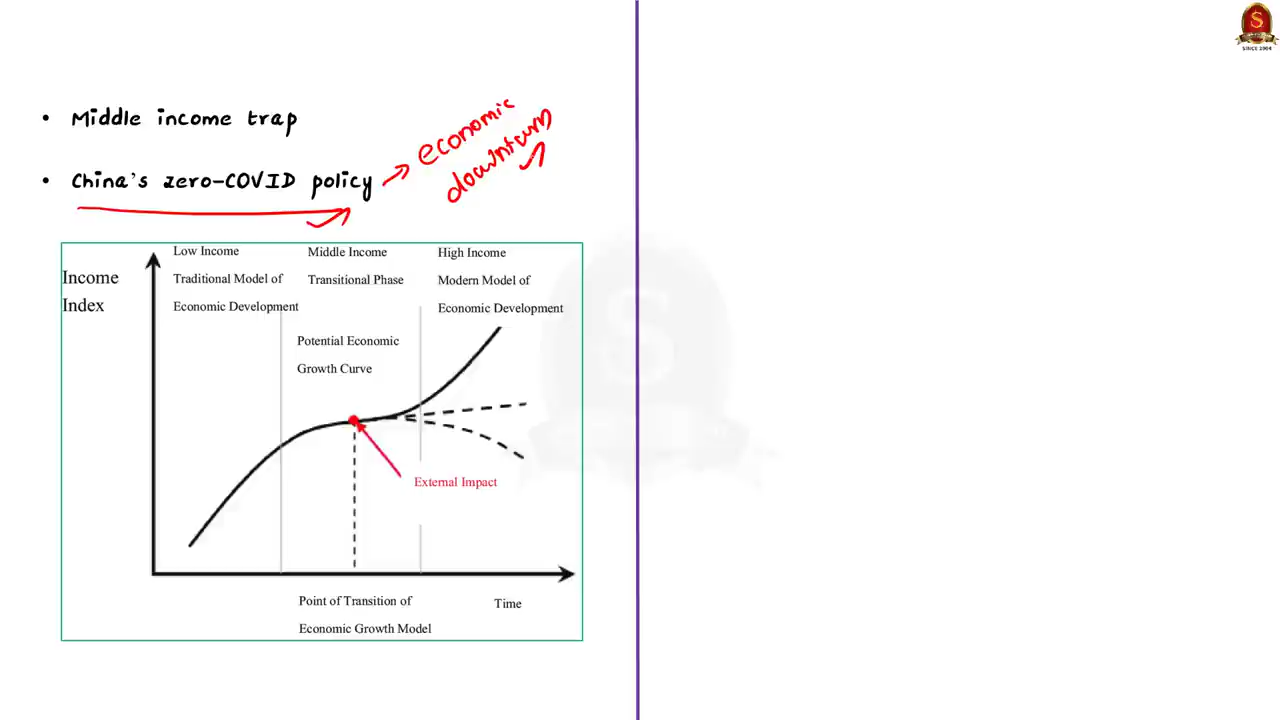 • Middle income trap
• China's zero-COVID policy → economic
downturn
Low Income
Traditional Model of
Economic Development
Middle Income
Transitional Phase
High Income
Modern Model of
Economic Development
Income
Index
Potential Economic
Growth Curve
External Impact
Point of Transition of
Economic Growth Model
Time
S
SINCE 2004
S